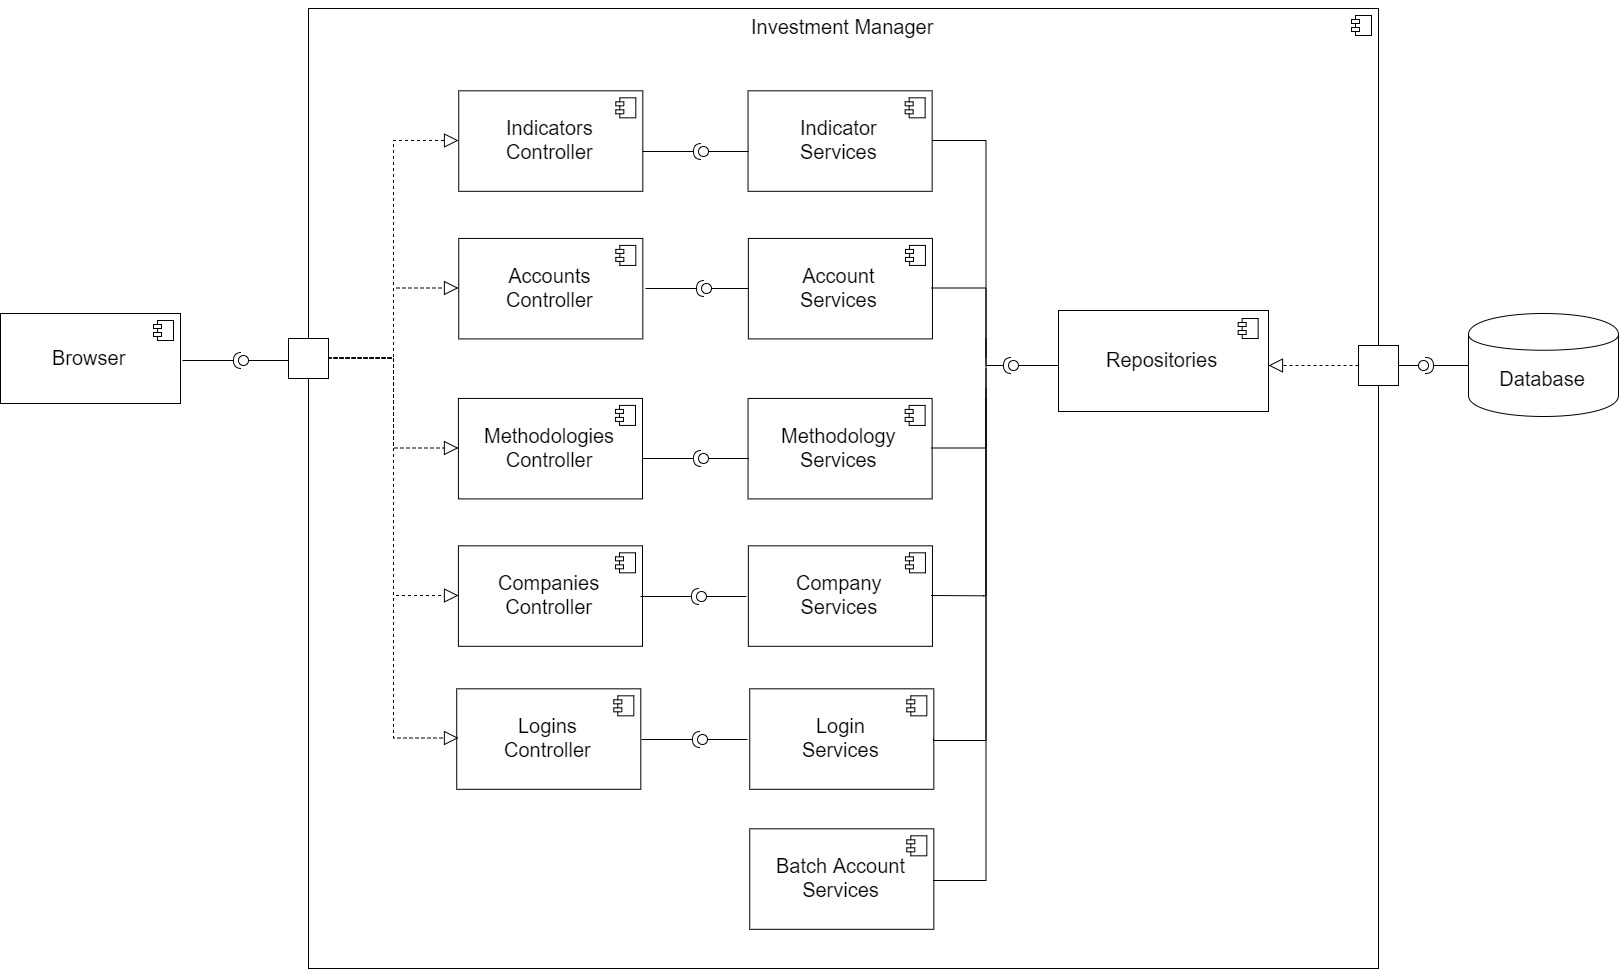 Investment Manager
Indicators
Controller
Indicator
Services
Accounts
Controller
Account
Services
Browser
Repositories
Database
Methodologies
Controller
Methodology
Services
Companies
Controller
Company
Services
Logins
Controller
Login
Services
Batch Account
Services